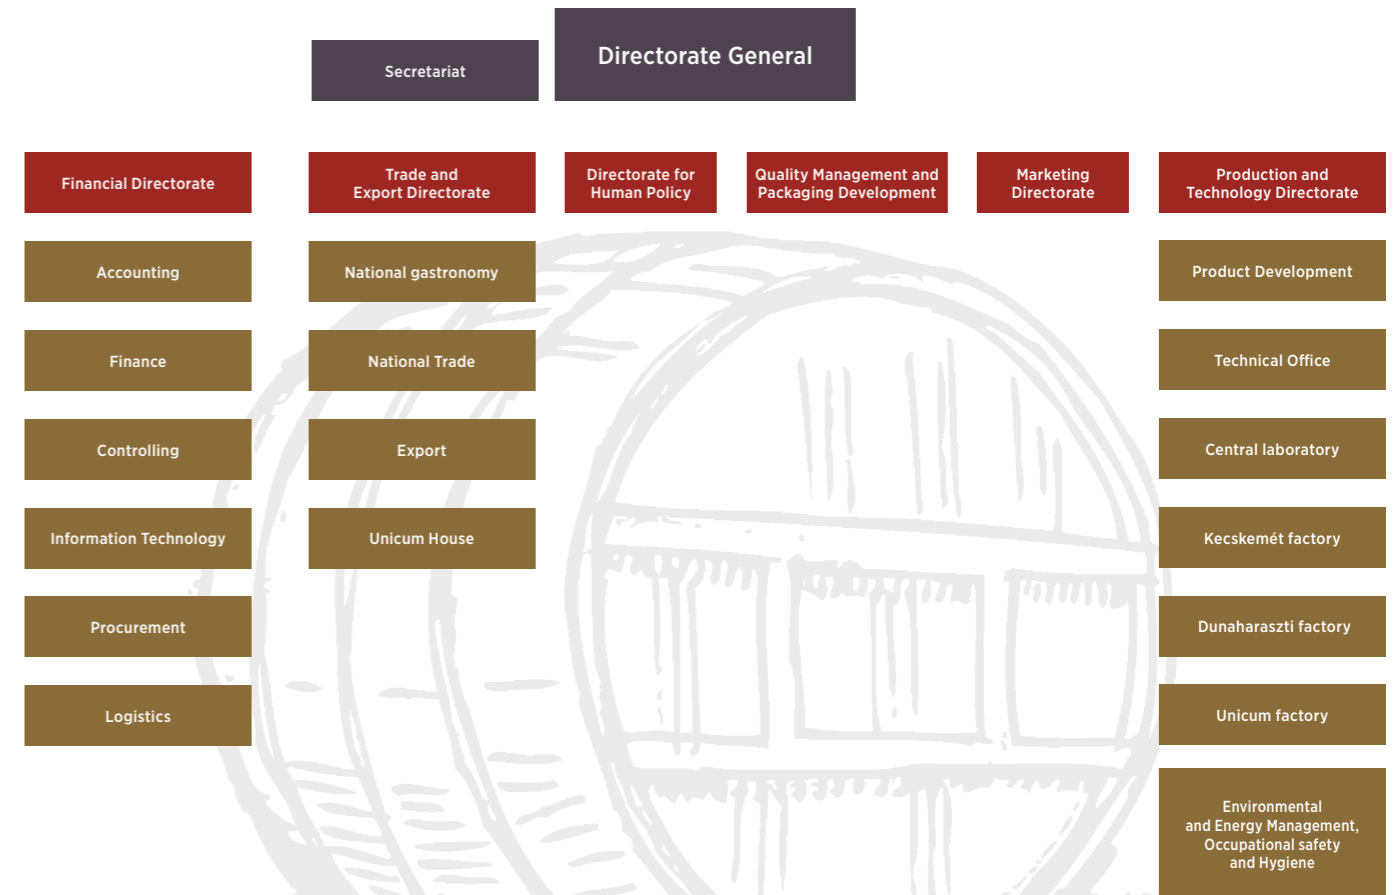 Directorate General
Secretariat
Financial Directorate
Trade and
Export Directorate
Directorate for
Human Policy
Quality Management and
Packaging Development
Marketing
Directorate
Production and
Technology Directorate
Accounting
Finance
Controlling
Information Technology
Procurement
Logistics
National gastronomy
National Trade
Export
Unicum House
Product Development
Technical Office
Central laboratory
Kecskemét factory
Dunaharaszti factory
Unicum factory
Environmental
and Energy Management,
Occupational safety
and Hygiene